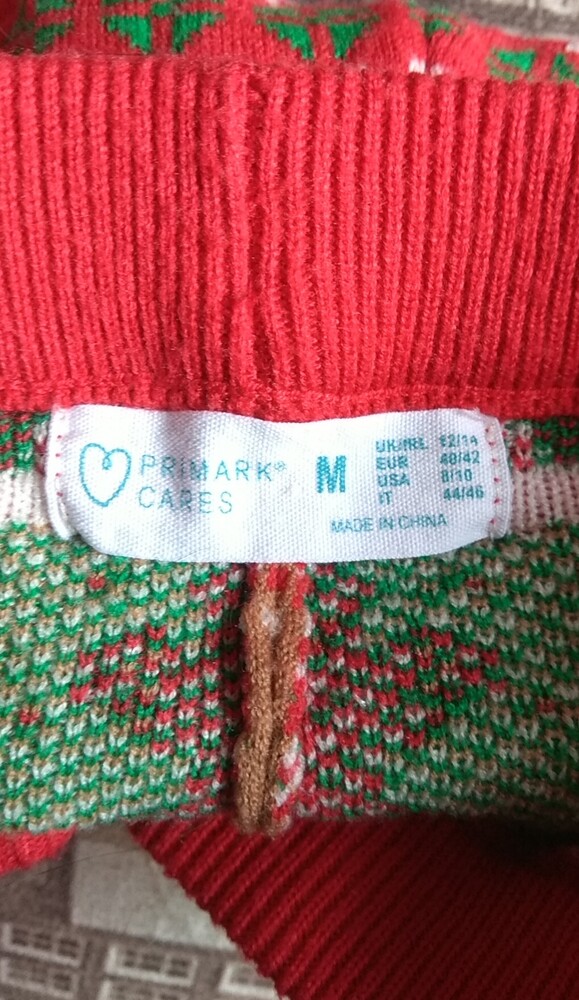 PRIMARK®
CARES
M
UK/IRL 12/14
EUR 40/42
USA 8/10
IT 44/46
MADE IN CHINA